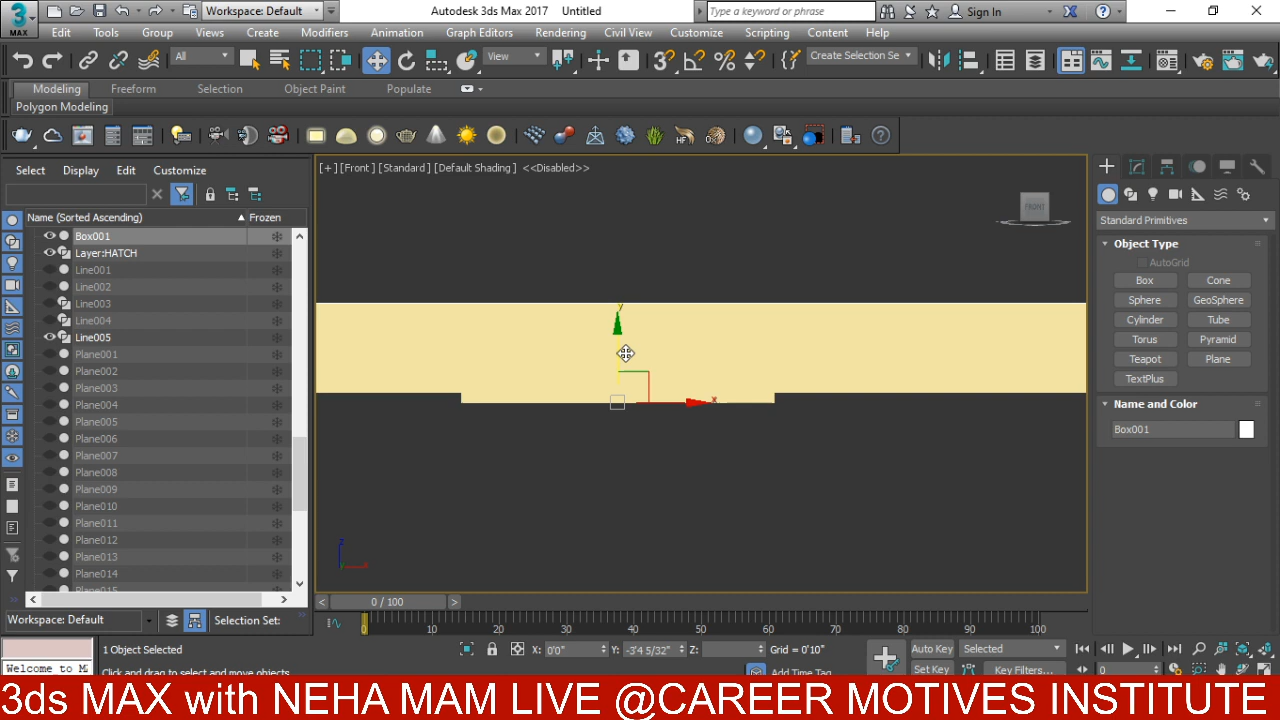 3 MAX Workspace: Default Autodesk 3ds Max 2017 Untitled Type a keyword or phrase Sign In
Edit Tools Group Views Create Modifiers Animation Graph Editors Rendering Civil View Customize Scripting Content Help
All View Create Selection Se
Modeling Freeform Selection Object Paint Populate
Polygon Modeling
Select Display Edit Customize
[+] [Front ] [Standard ] [Default Shading ] <<Disabled>>
FRONT
Name (Sorted Ascending) Frozen
Box001
Layer:HATCH
Line001
Line002
Line003
Line004
Line005
Plane001
Plane002
Plane003
Plane004
Plane005
Plane006
Plane007
Plane008
Plane009
Plane010
Plane011
Plane012
Plane013
Plane014
Plane015
y
x
z
x
Standard Primitives
Object Type
AutoGrid
Box Cone
Sphere GeoSphere
Cylinder Tube
Torus Pyramid
Teapot Plane
TextPlus
Name and Color
Box001
Workspace: Default Selection Set:
< 0 / 100 >
0 10 20 30 40 50 60 70 80 90 100
1 Object Selected X: 0'0" Y: -3'4 5/32" Z: Grid = 0'10" Auto Key Selected
Welcome to M Click and drag to select and move objects Add Time Tag Set Key Key Filters... 0
3ds MAX with NEHA MAM LIVE @CAREER MOTIVES INSTITUTE